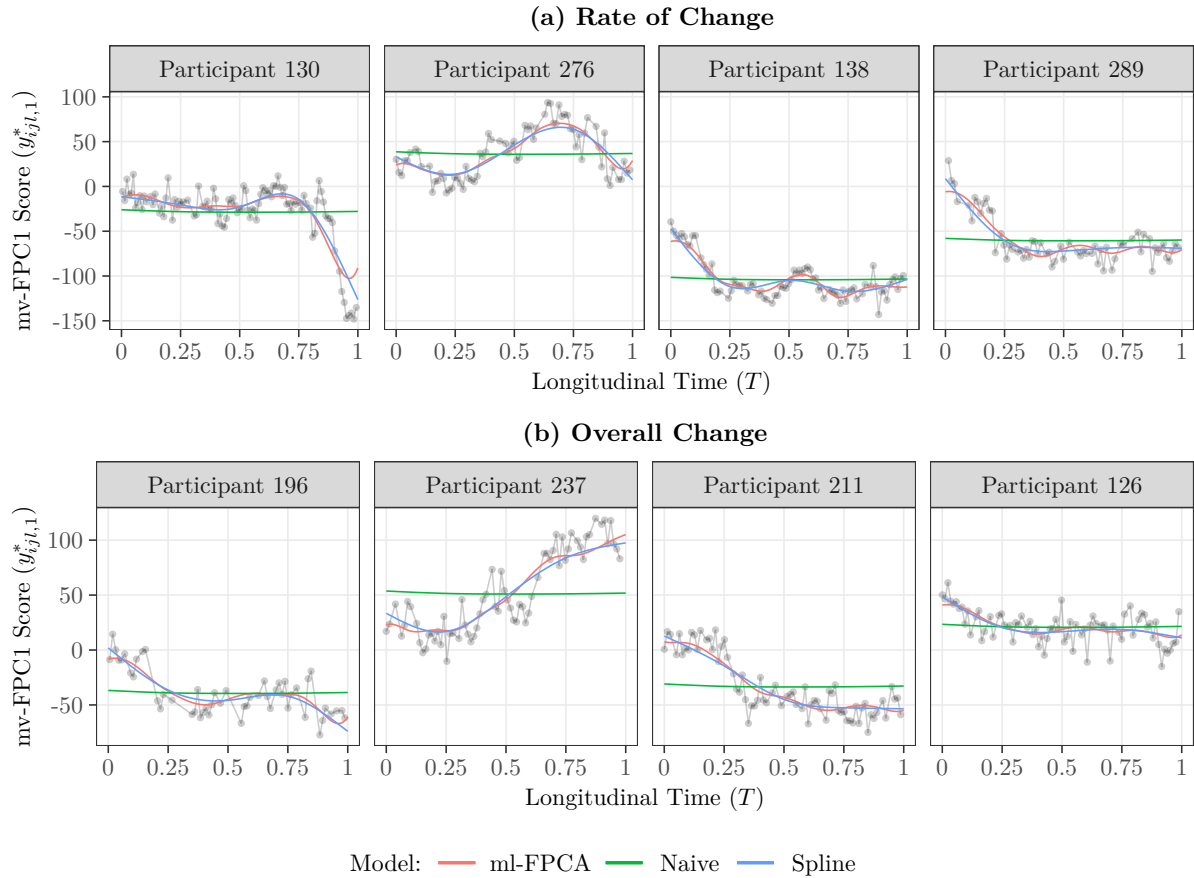 (a) Rate of Change
Participant 130 Participant 276 Participant 138 Participant 289
mv-FPC1 Score (y*ijl,1)
100
50
0
-50
-100
-150
0 0.25 0.5 0.75 1 0 0.25 0.5 0.75 1 0 0.25 0.5 0.75 1 0 0.25 0.5 0.75 1
Longitudinal Time (T)
(b) Overall Change
Participant 196 Participant 237 Participant 211 Participant 126
mv-FPC1 Score (y*ijl,1)
100
50
0
-50
0 0.25 0.5 0.75 1 0 0.25 0.5 0.75 1 0 0.25 0.5 0.75 1 0 0.25 0.5 0.75 1
Longitudinal Time (T)
Model: ml-FPCA Naive Spline